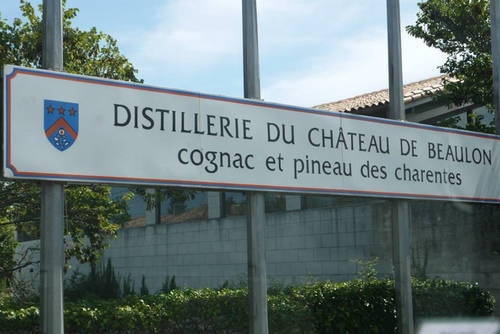 DISTILLERIE DU CHÂTEAU DE BEAULON
cognac et pineau des charentes